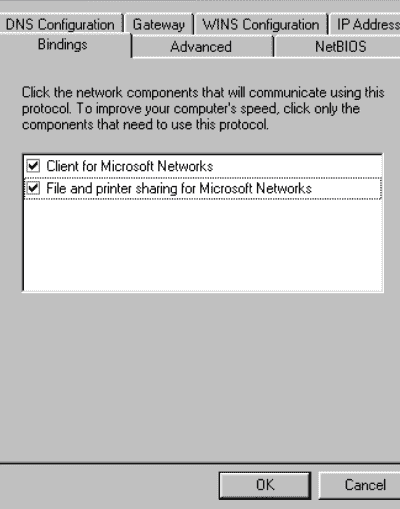 DNS Configuration Gateway WINS Configuration IP Address
Bindings Advanced NetBIOS
Click the network components that will communicate using this
protocol. To improve your computer's speed, click only the
components that need to use this protocol.
Client for Microsoft Networks
File and printer sharing for Microsoft Networks
OK Cancel